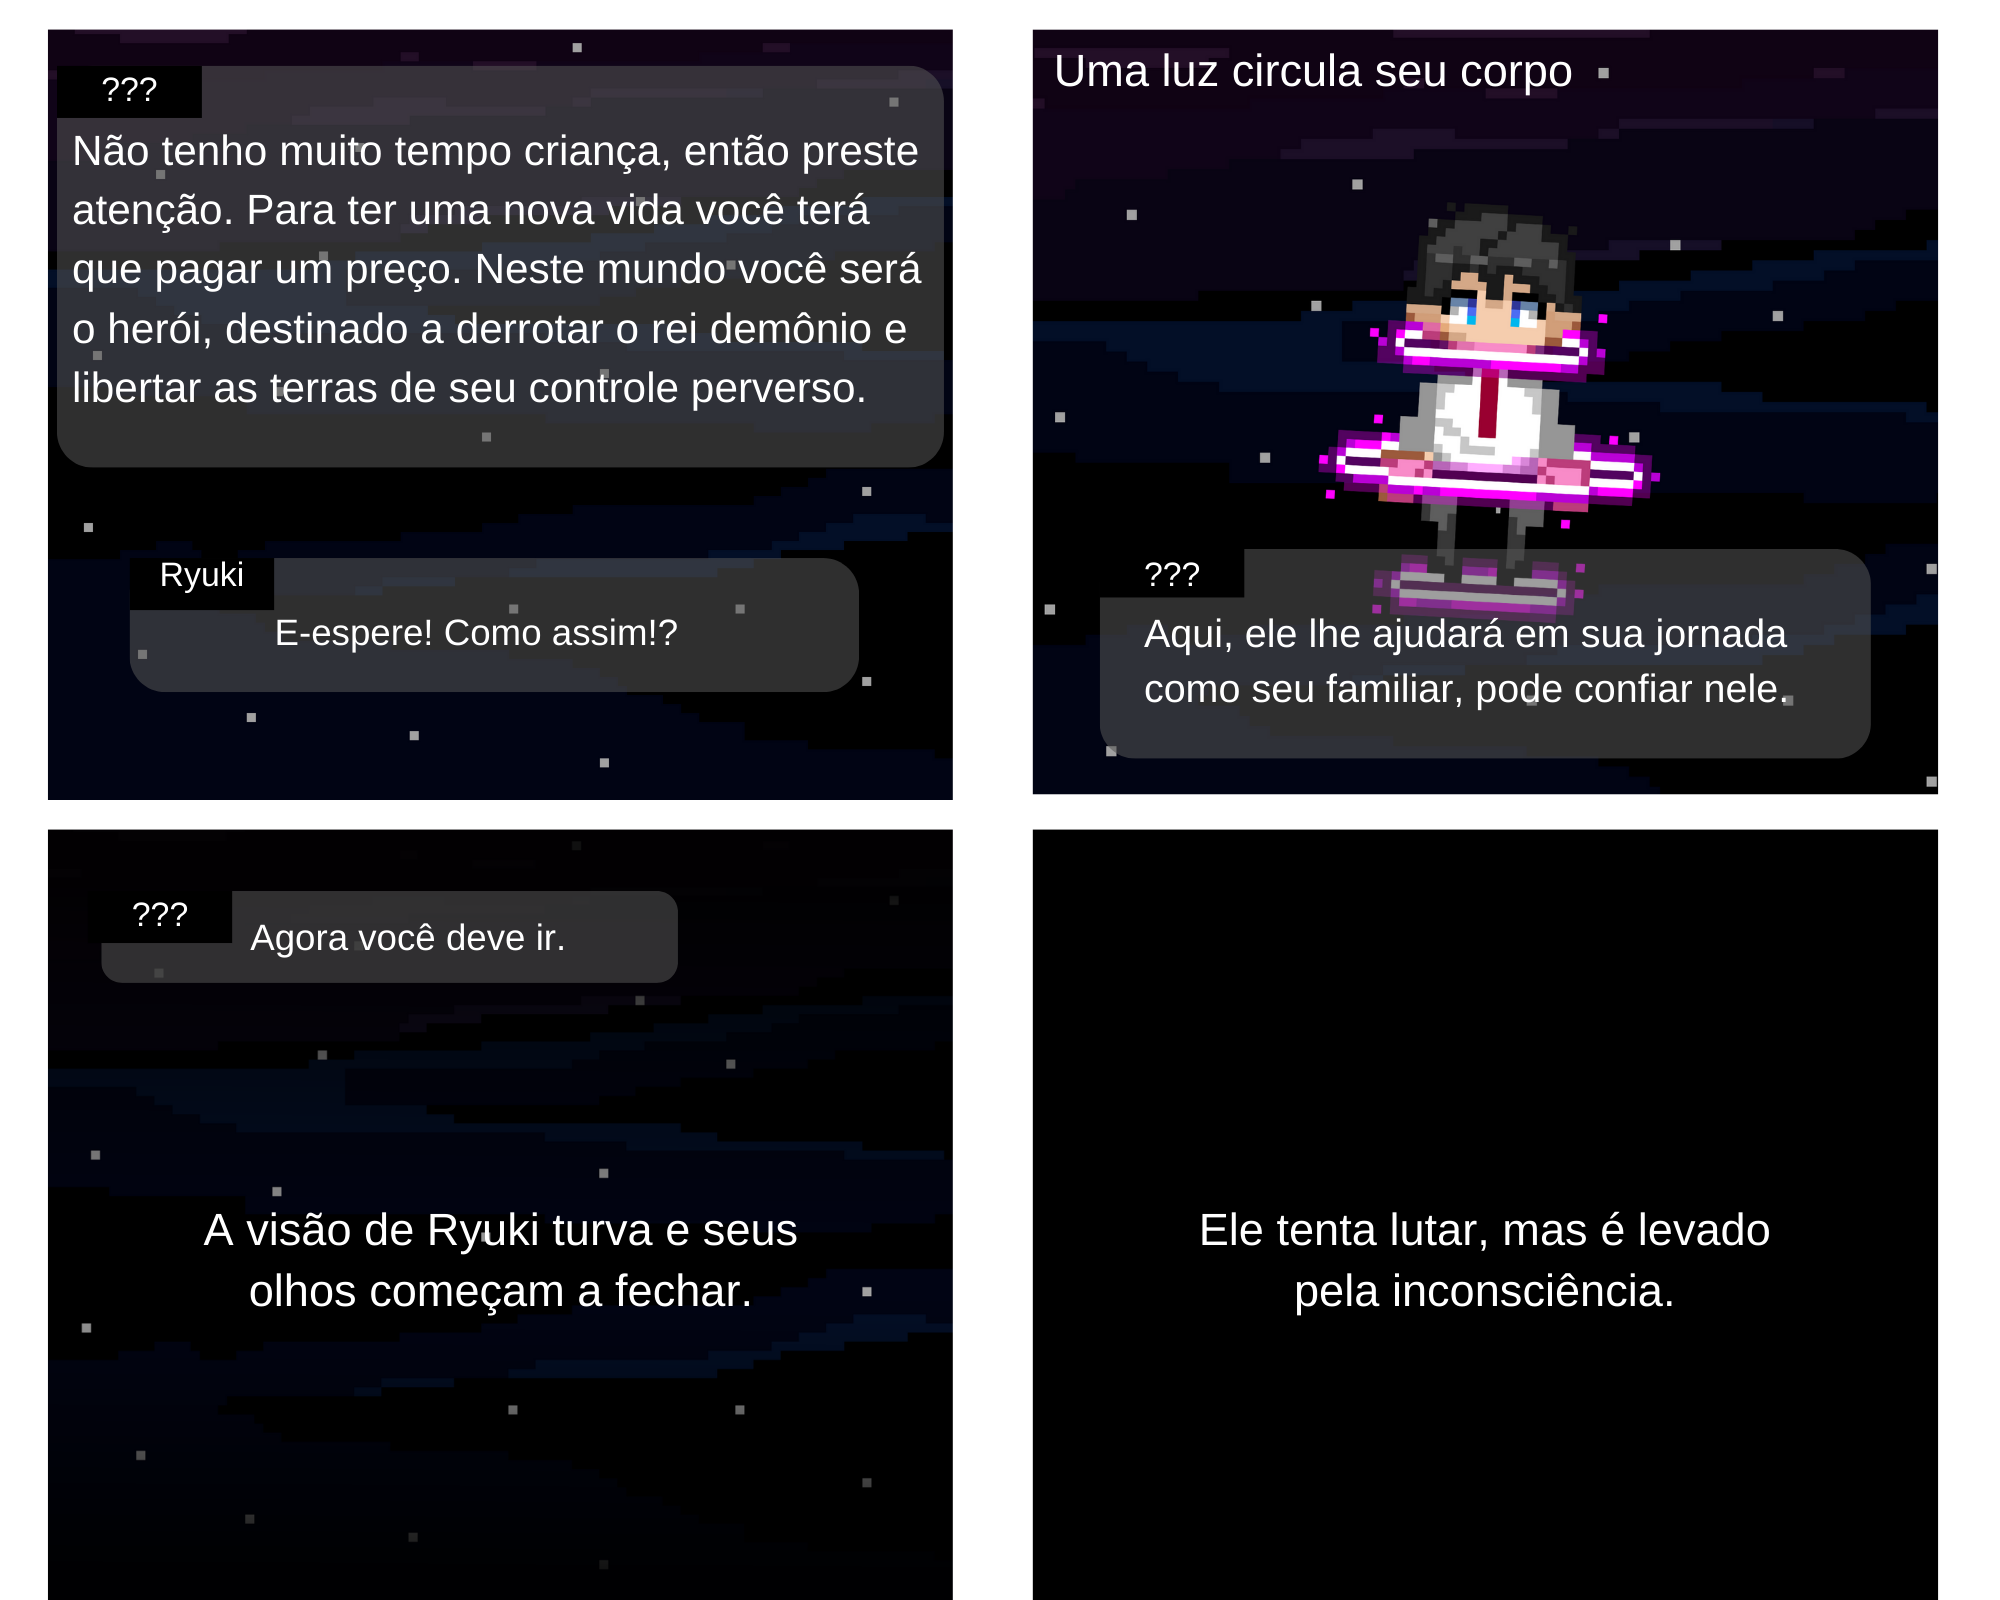 ???
Não tenho muito tempo criança, então preste
atenção. Para ter uma nova vida você terá
que pagar um preço. Neste mundo você será
o herói, destinado a derrotar o rei demônio e
libertar as terras de seu controle perverso.
Ryuki
E-espere! Como assim!?
Uma luz circula seu corpo
???
Aqui, ele lhe ajudará em sua jornada
como seu familiar, pode confiar nele.
???
Agora você deve ir.
A visão de Ryuki turva e seus
olhos começam a fechar.
Ele tenta lutar, mas é levado
pela inconsciência.